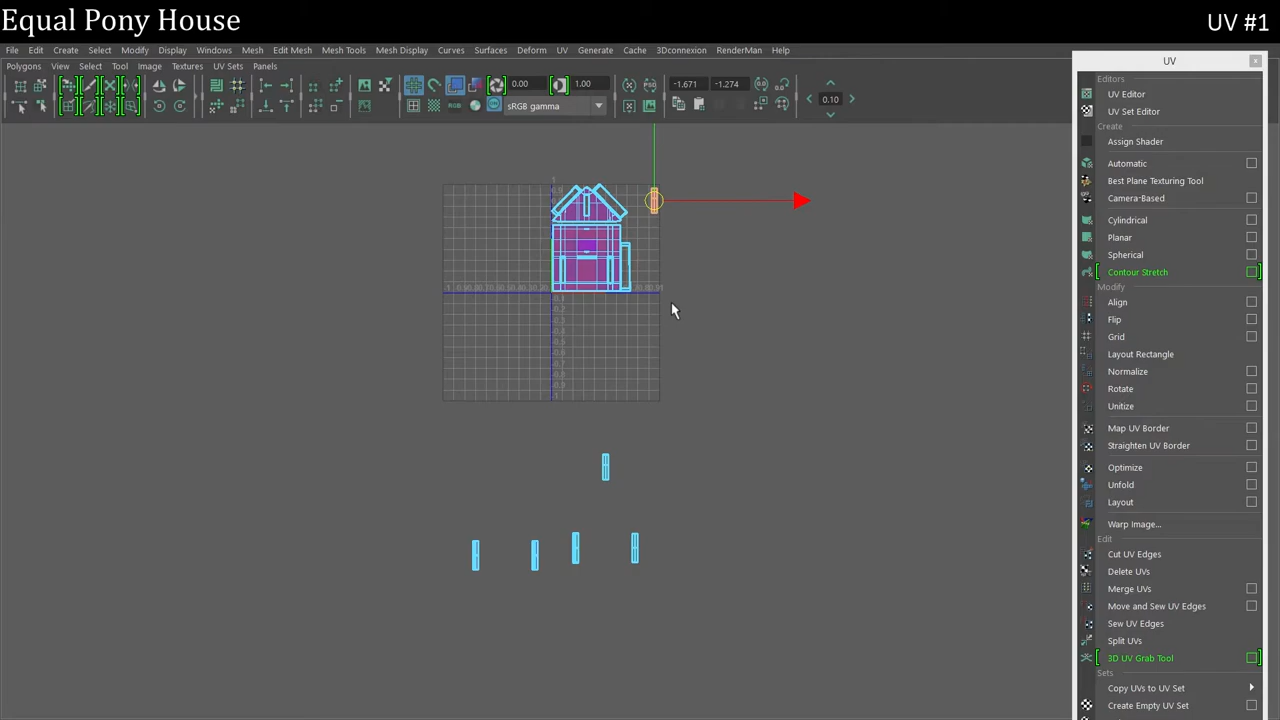 Equal Pony House
UV #1
File Edit Create Select Modify Display Windows Mesh Edit Mesh Mesh Tools Mesh Display Curves Surfaces Deform UV Generate Cache 3Dconnexion RenderMan Help
Polygons View Select Tool Image Textures UV Sets Panels
0.00 1.00 -1.671 -1.274
sRGB gamma 0.10
UV
Editors
UV Editor
UV Set Editor
Create
Assign Shader
Automatic
Best Plane Texturing Tool
Camera-Based
Cylindrical
Planar
Spherical
Contour Stretch
Modify
Align
Flip
Grid
Layout Rectangle
Normalize
Rotate
Unitize
Map UV Border
Straighten UV Border
Optimize
Unfold
Layout
Warp Image...
Edit
Cut UV Edges
Delete UVs
Merge UVs
Move and Sew UV Edges
Sew UV Edges
Split UVs
3D UV Grab Tool
Sets
Copy UVs to UV Set
Create Empty UV Set